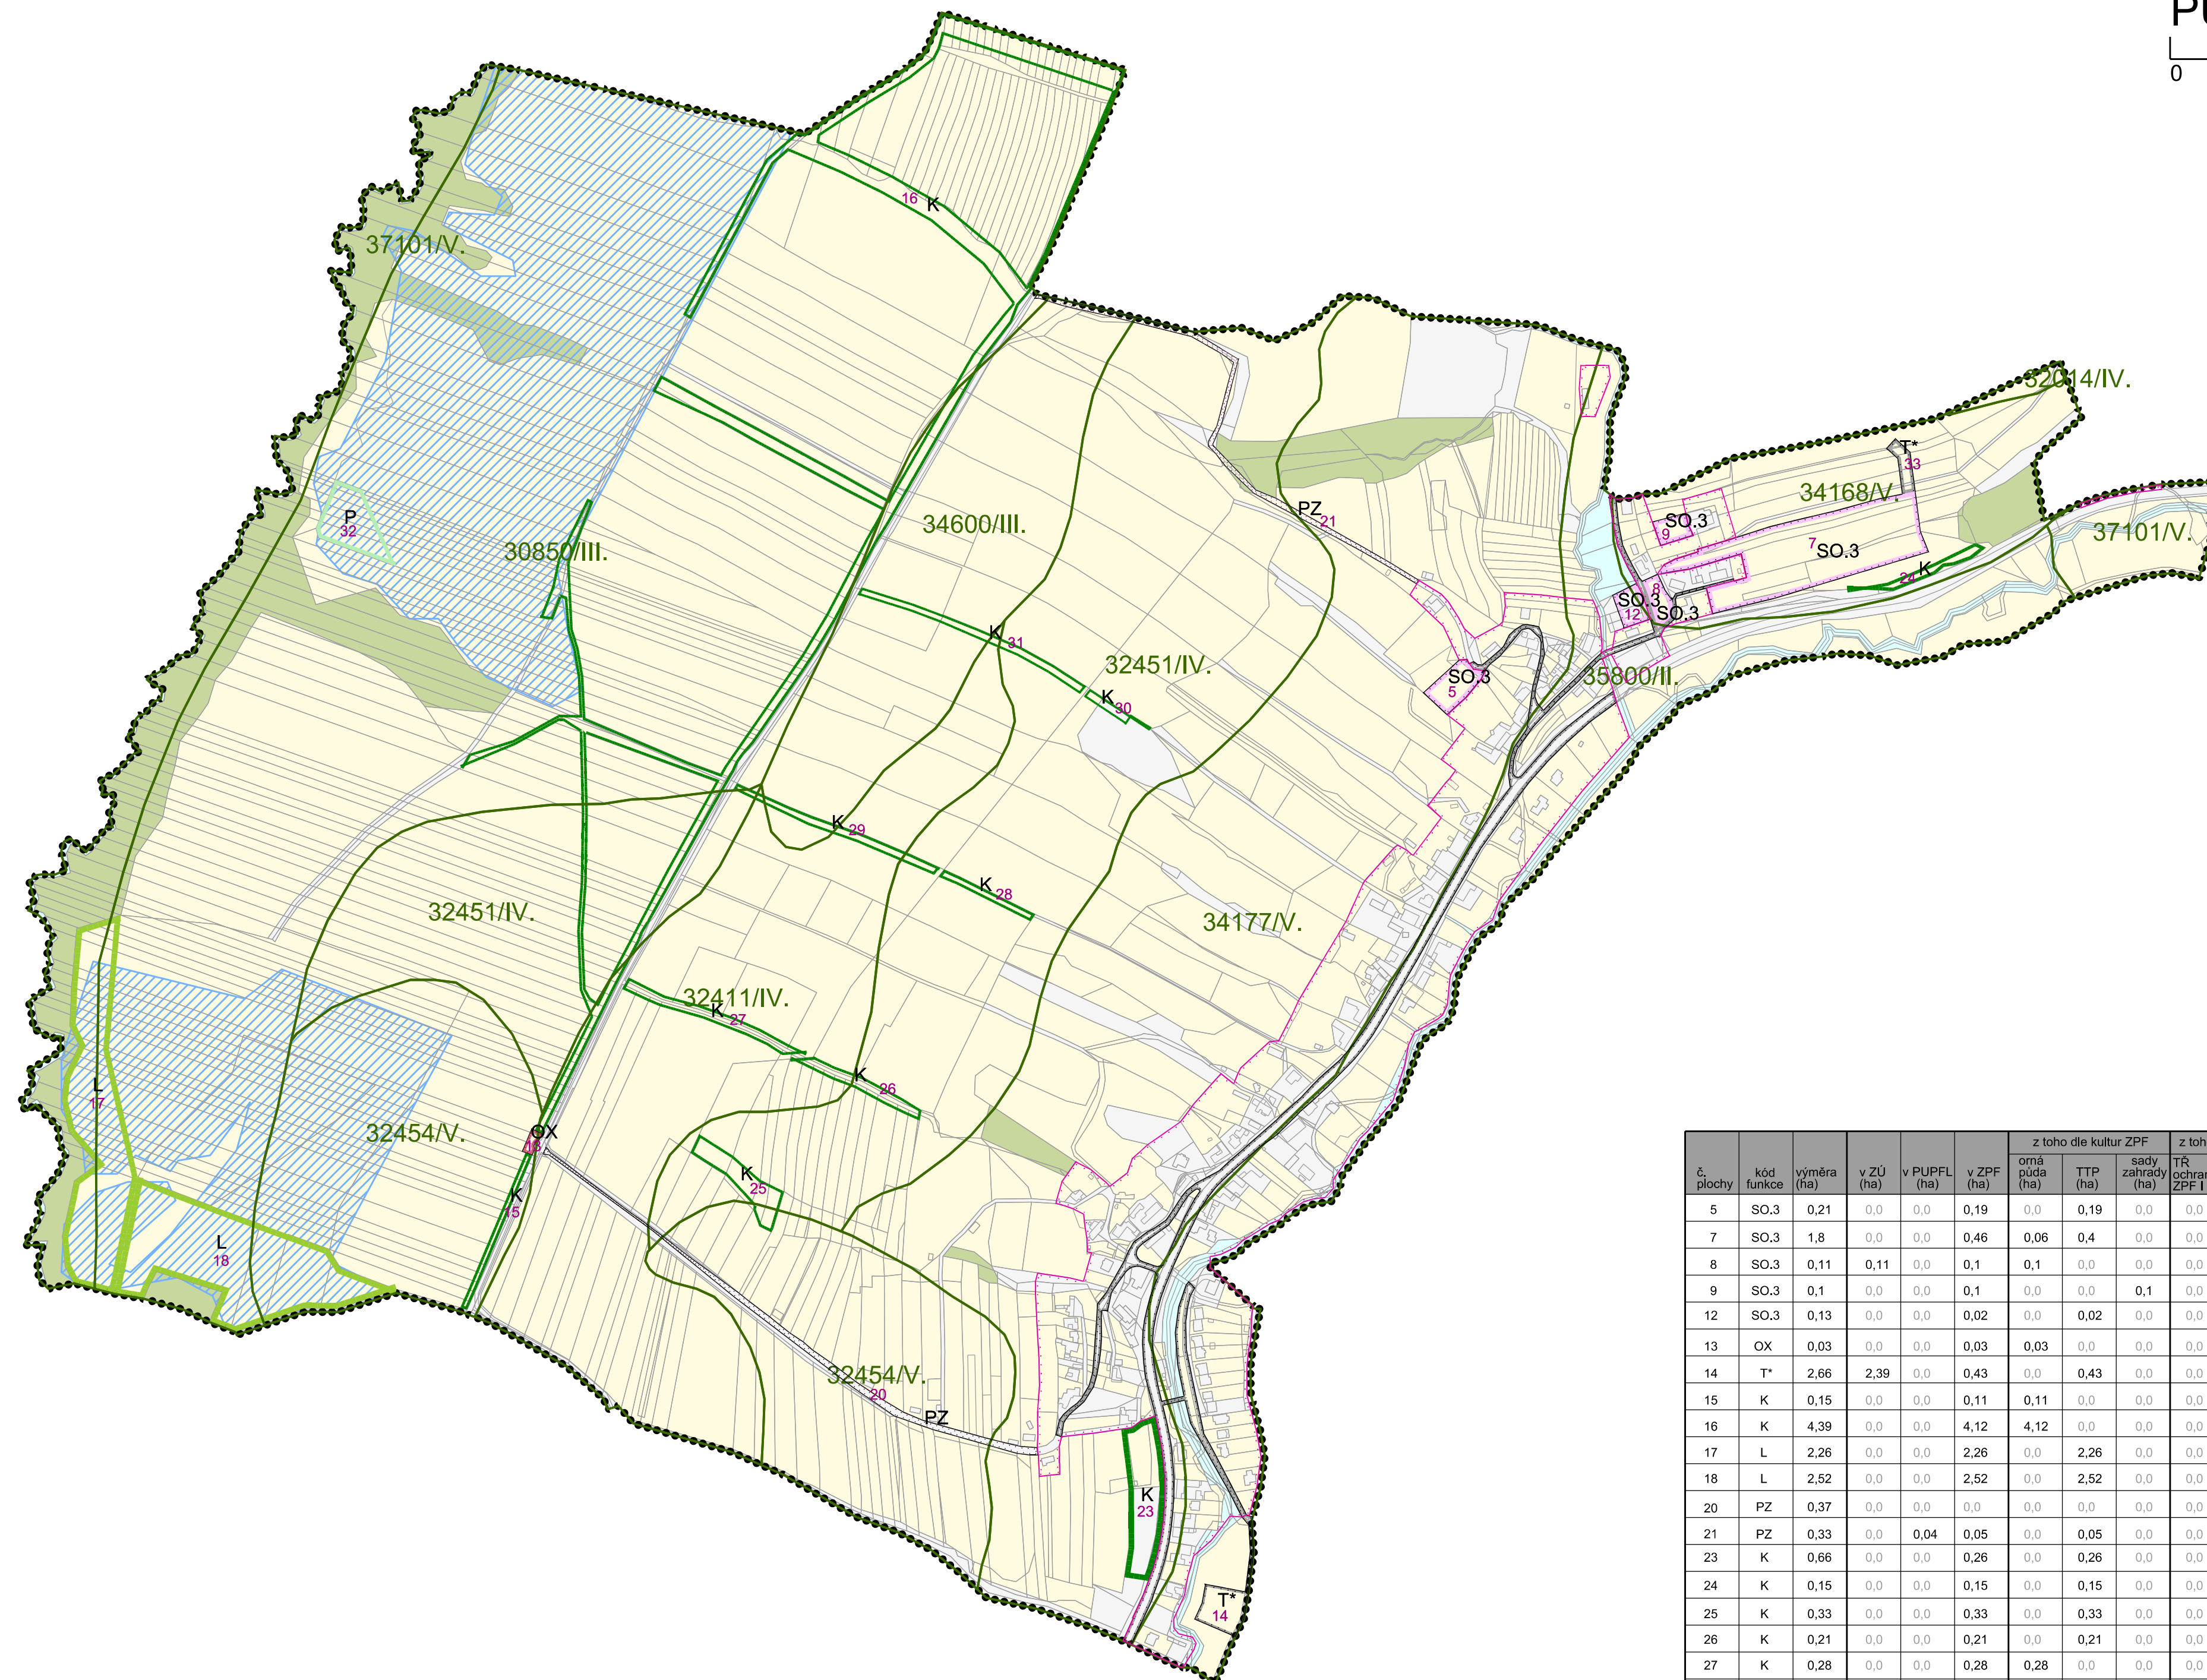 0
37101/V.
16 K
32014/IV.
T*
33
34168/V.
34600/III.
PZ
21
SO.3
9
7
SO.3
37101/V.
P
32
30850/III.
K
24
8
SO.3
12
SO.3
K
31
32451/IV.
35800/II.
SO.3
5
K
30
K
29
K
28
32451/IV.
34177/V.
32411/IV.
K
27
K
26
L
17
32454/V.
OX
13
K
25
K
15
L
18
32454/V.
20
PZ
K
23
T*
14
z toho dle kultur ZPF
č. plochy kód funkce výměra (ha) v ZÚ (ha) v PUPFL (ha) v ZPF (ha) orná půda (ha) TTP (ha) sady zahrady (ha) TŘ ZPF I
5 SO.3 0,21 0,0 0,0 0,19 0,0 0,19 0,0 0,0
7 SO.3 1,8 0,0 0,0 0,46 0,06 0,4 0,0 0,0
8 SO.3 0,11 0,11 0,0 0,1 0,1 0,0 0,0 0,0
9 SO.3 0,1 0,0 0,0 0,1 0,0 0,0 0,1 0,0
12 SO.3 0,13 0,0 0,0 0,02 0,0 0,02 0,0 0,0
13 OX 0,03 0,0 0,0 0,03 0,03 0,0 0,0 0,0
14 T* 2,66 2,39 0,0 0,43 0,0 0,43 0,0 0,0
15 K 0,15 0,0 0,0 0,11 0,11 0,0 0,0 0,0
16 K 4,39 0,0 0,0 4,12 4,12 0,0 0,0 0,0
17 L 2,26 0,0 0,0 2,26 0,0 2,26 0,0 0,0
18 L 2,52 0,0 0,0 2,52 0,0 2,52 0,0 0,0
20 PZ 0,37 0,0 0,0 0,0 0,0 0,0 0,0 0,0
21 PZ 0,33 0,0 0,04 0,05 0,0 0,05 0,0 0,0
23 K 0,66 0,0 0,0 0,26 0,0 0,26 0,0 0,0
24 K 0,15 0,0 0,0 0,15 0,0 0,15 0,0 0,0
25 K 0,33 0,0 0,0 0,33 0,0 0,33 0,0 0,0
26 K 0,21 0,0 0,0 0,21 0,0 0,21 0,0 0,0
27 K 0,28 0,0 0,0 0,28 0,28 0,0 0,0 0,0